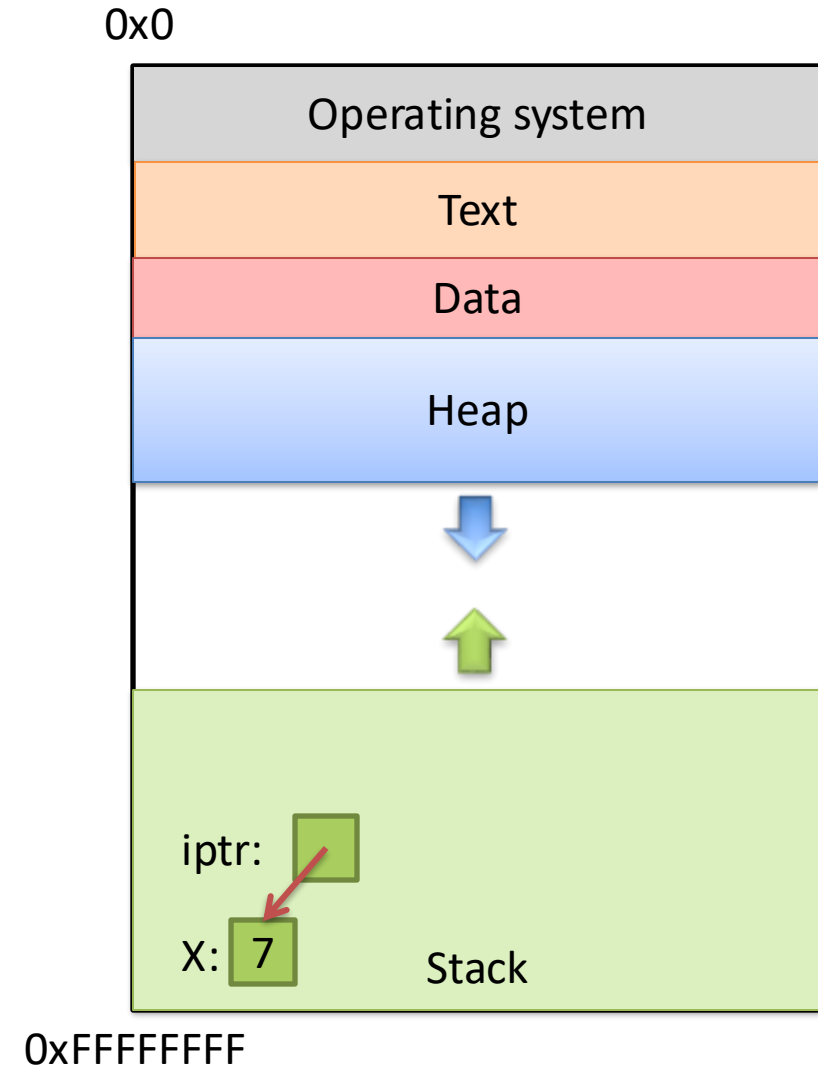 0x0
Operating system
Text
Data
Heap
iptr:
X: 7
Stack
0xFFFFFFFF